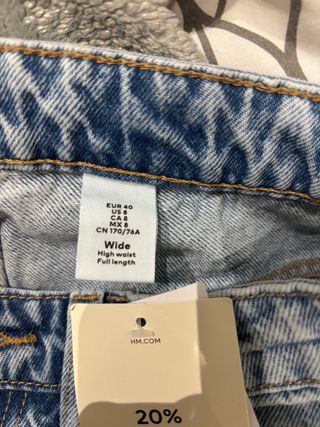 EUR 40
US 8
CA 8
MX 8
CN 170/76A
Wide
High waist
Full length
HM.COM
20%